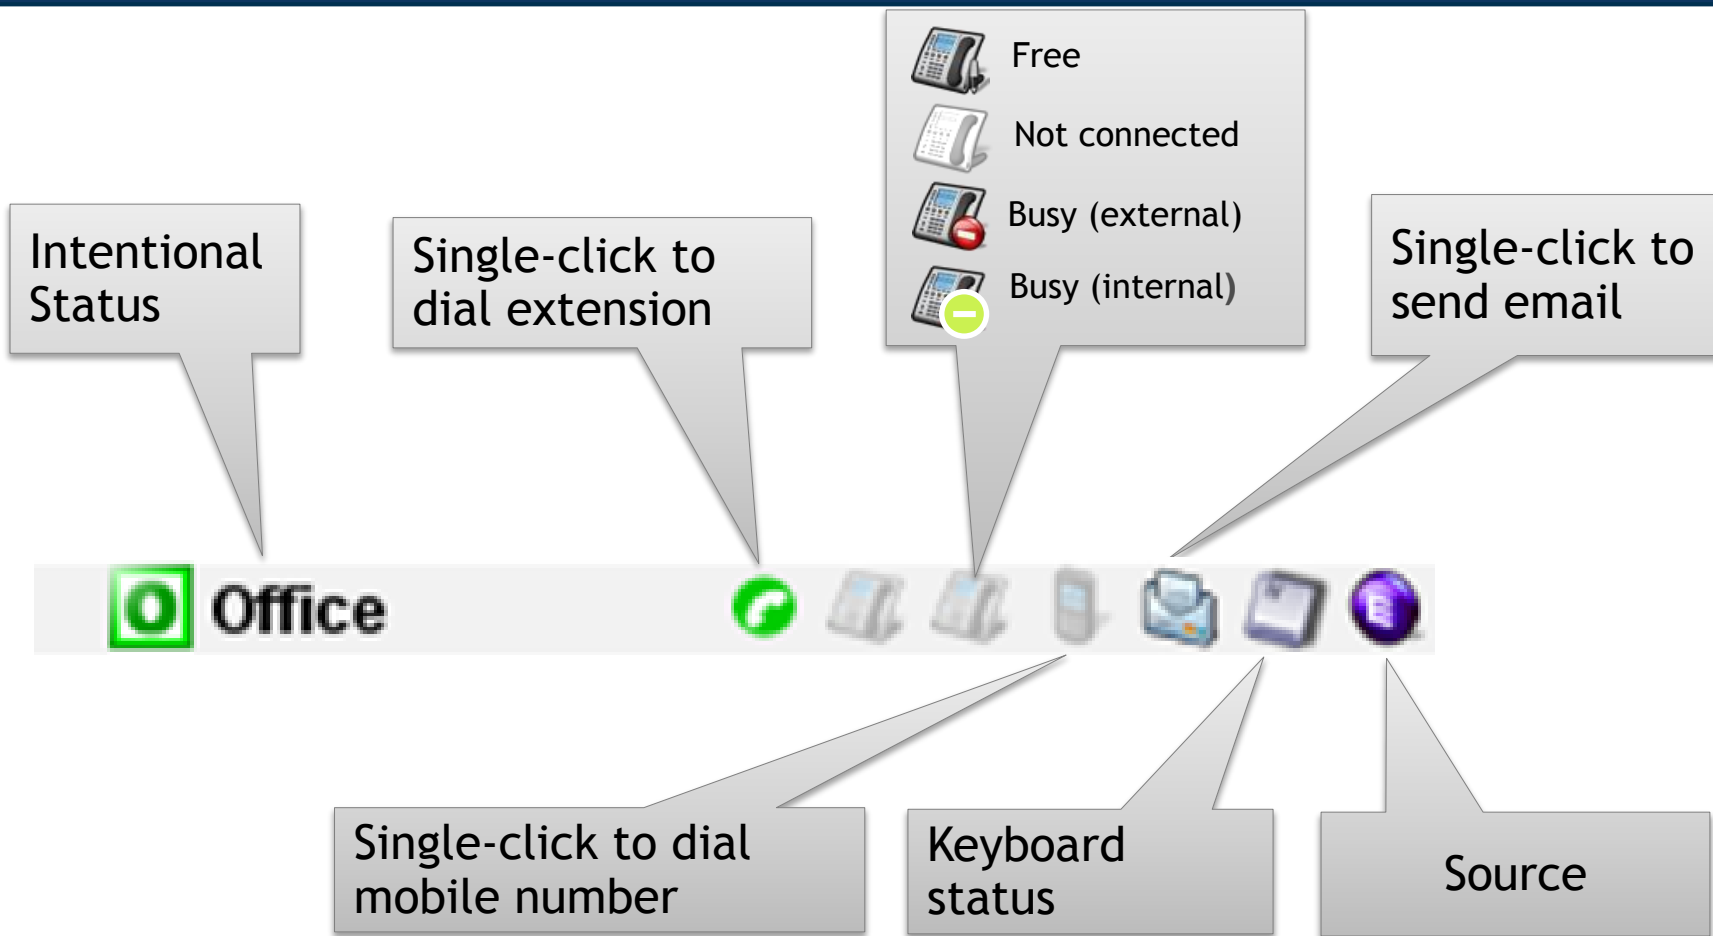 Free
Not connected
Busy (external)
Busy (internal)
Intentional
Status
Single-click to
dial extension
Single-click to
send email
O Office
E
Single-click to dial
mobile number
Keyboard
status
Source